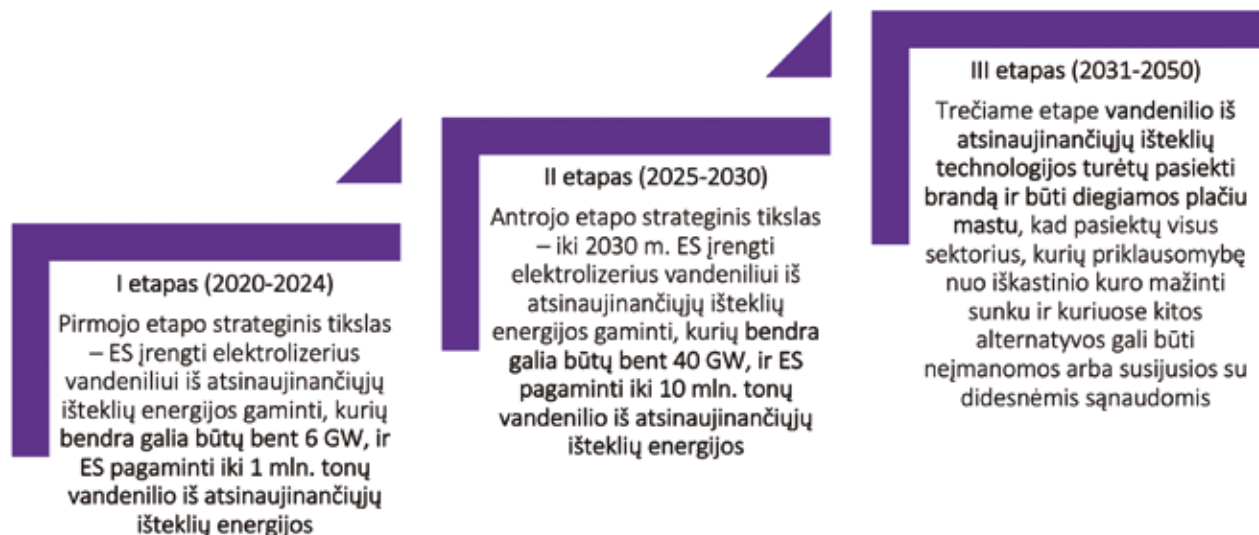 I etapas (2020-2024)
Pirmojo etapo strateginis tikslas
– ES įrengti elektrolizerius
vandeniliui iš atsinaujinančiųjų
išteklių energijos gaminti, kurių
bendra galia būtų bent 6 GW, ir
ES pagaminti iki 1 mln. tonų
vandenilio iš atsinaujinančiųjų
išteklių energijos
II etapas (2025-2030)
Antrojo etapo strateginis tikslas
– iki 2030 m. ES įrengti
elektrolizerius vandeniliui iš
atsinaujinančiųjų išteklių
energijos gaminti, kurių bendra
galia būtų bent 40 GW, ir ES
pagaminti iki 10 mln. tonų
vandenilio iš atsinaujinančiųjų
išteklių energijos
III etapas (2031-2050)
Trečiame etape vandenilio iš
atsinaujinančiųjų išteklių
technologijos turėtų pasiekti
brandą ir būti diegiamos plačiu
mastu, kad pasiektų visus
sektorius, kurių priklausomybę
nuo iškastinio kuro mažinti
sunku ir kuriuose kitos
alternatyvos gali būti
neįmanomos arba susijusios su
didesnėmis sąnaudomis